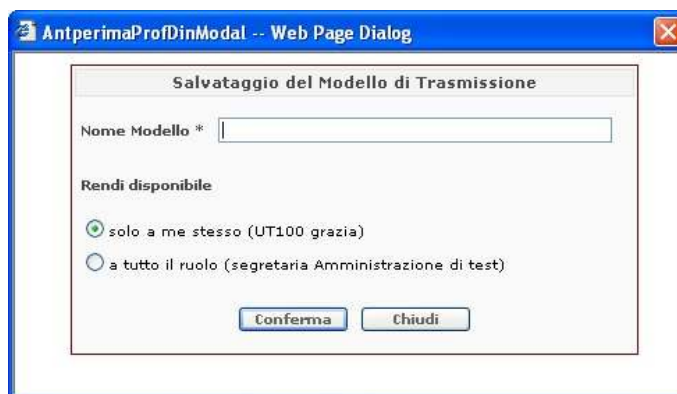 AntperimaProfDinModal -- Web Page Dialog
Salvataggio del Modello di Trasmissione
Nome Modello *
Rendi disponibile
solo a me stesso (UT100 grazia)
a tutto il ruolo (segretaria Amministrazione di test)
Conferma Chiudi